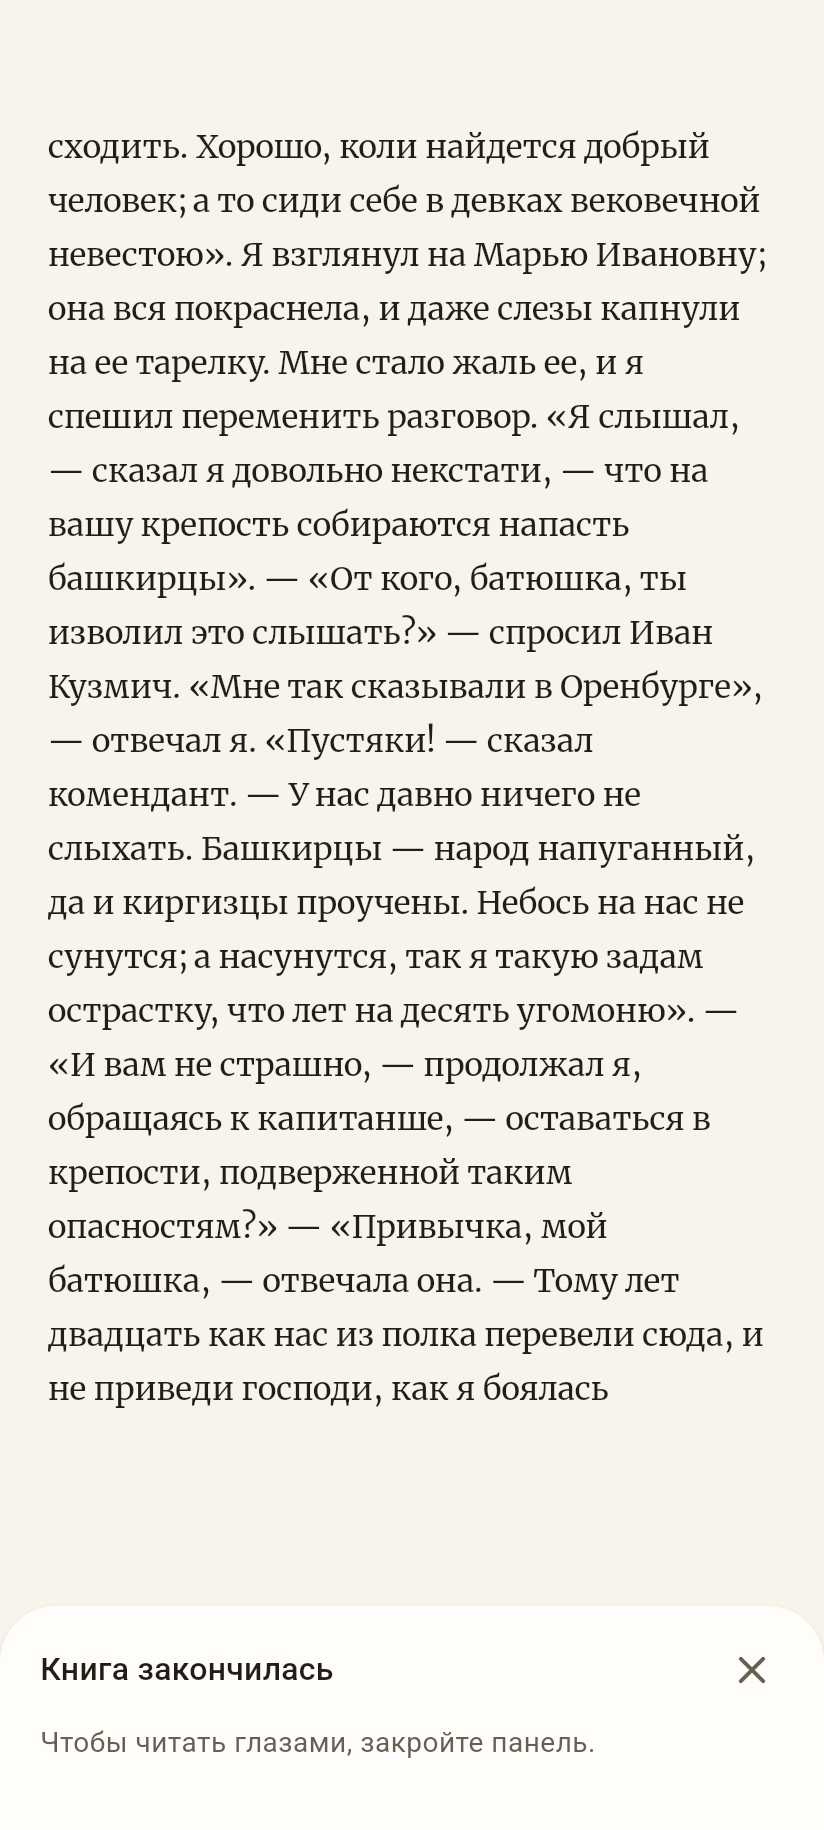 сходить. Хорошо, коли найдется добрый
человек; а то сиди себе в девках вековечной
невестою». Я взглянул на Марью Ивановну;
она вся покраснела, и даже слезы капнули
на ее тарелку. Мне стало жаль ее, и я
спешил переменить разговор. «Я слышал,
— сказал я довольно некстати, — что на
вашу крепость собираются напасть
башкирцы». — «От кого, батюшка, ты
изволил это слышать?» — спросил Иван
Кузмич. «Мне так сказывали в Оренбурге»,
— отвечал я. «Пустяки! — сказал
комендант. — У нас давно ничего не
слыхать. Башкирцы — народ напуганный,
да и киргизцы проучены. Небось на нас не
сунутся; а насунутся, так я такую задам
острастку, что лет на десять угомоню». —
«И вам не страшно, — продолжал я,
обращаясь к капитанше, — оставаться в
крепости, подверженной таким
опасностям?» — «Привычка, мой
батюшка, — отвечала она. — Тому лет
двадцать как нас из полка перевели сюда, и
не приведи господи, как я боялась
Книга закончилась
Чтобы читать глазами, закройте панель.